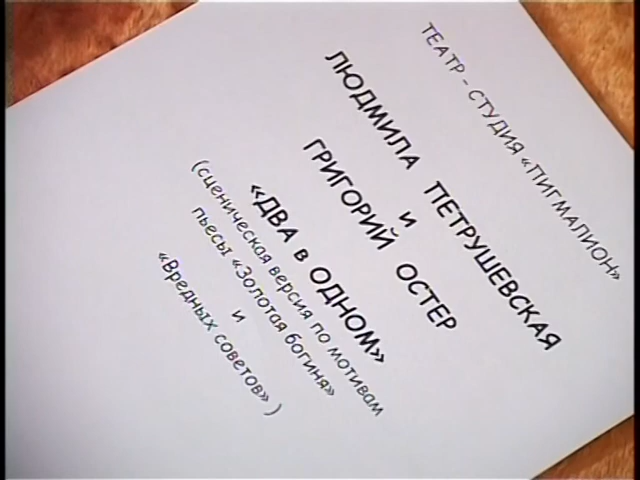 ТЕАТР - СТУДИЯ «ПИГМАЛИОН»
ЛЮДМИЛА ПЕТРУШЕВСКАЯ
и
ГРИГОРИЙ ОСТЕР
«ДВА в ОДНОМ»
(сценическая версия по мотивам
пьесы «Золотая богиня»
и
«Вредных советов» )